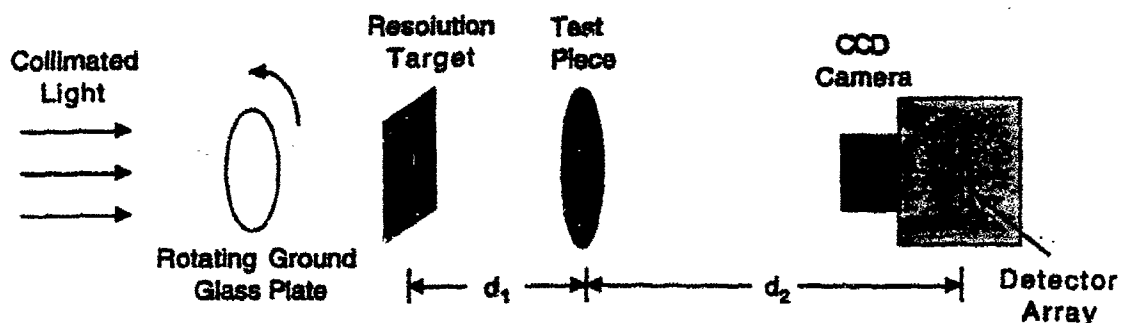 Collimated
Light
Resolution
Target
Test
Piece
CCD
Camera
Rotating Ground
Glass Plate
d₁
d₂
Detector
Array